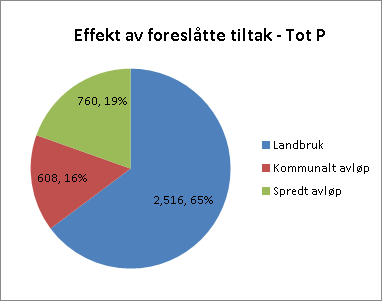 Effekt av foreslåtte tiltak - Tot P
760, 19%
608, 16%
2,516, 65%
Landbruk
Kommunalt avløp
Spredt avløp